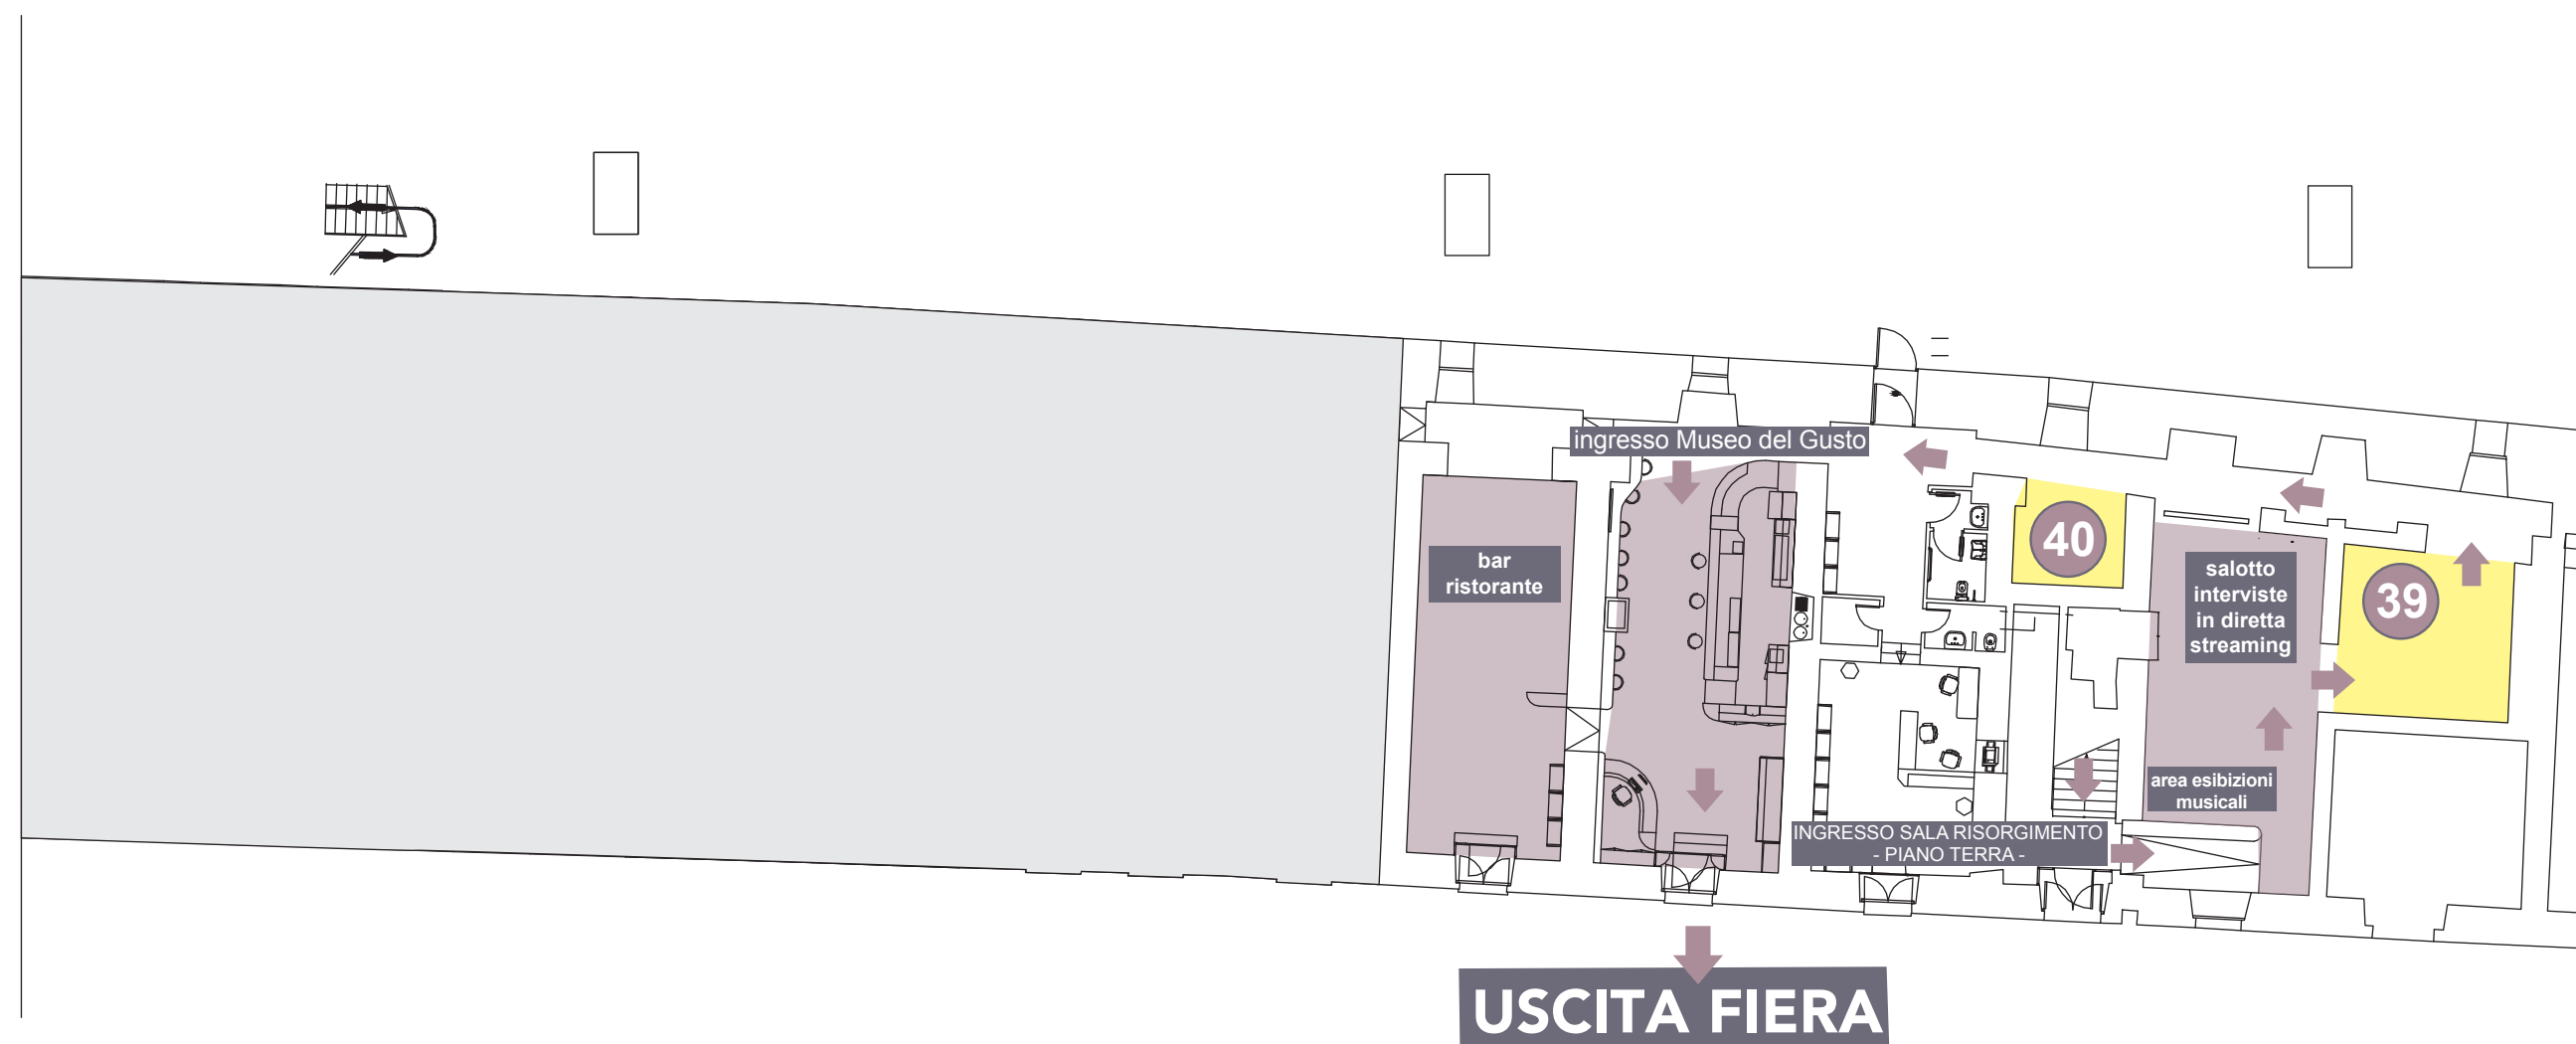 ingresso Museo del Gusto
bar
ristorante
40
salotto
interviste
in diretta
streaming
39
area esibizioni
musicali
INGRESSO SALA RISORGIMENTO
- PIANO TERRA -
USCITA FIERA